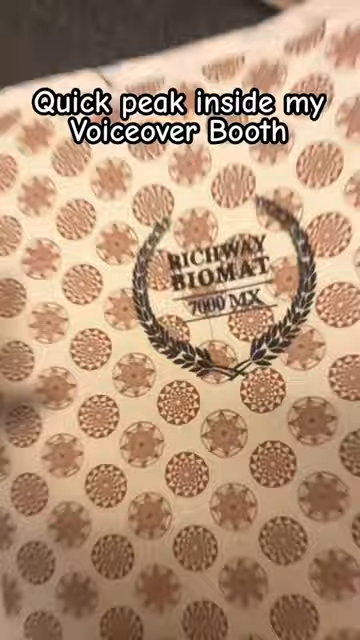 Quick peak inside my
Voiceover Booth
RICHWAY
BIOMAT
7000 MX